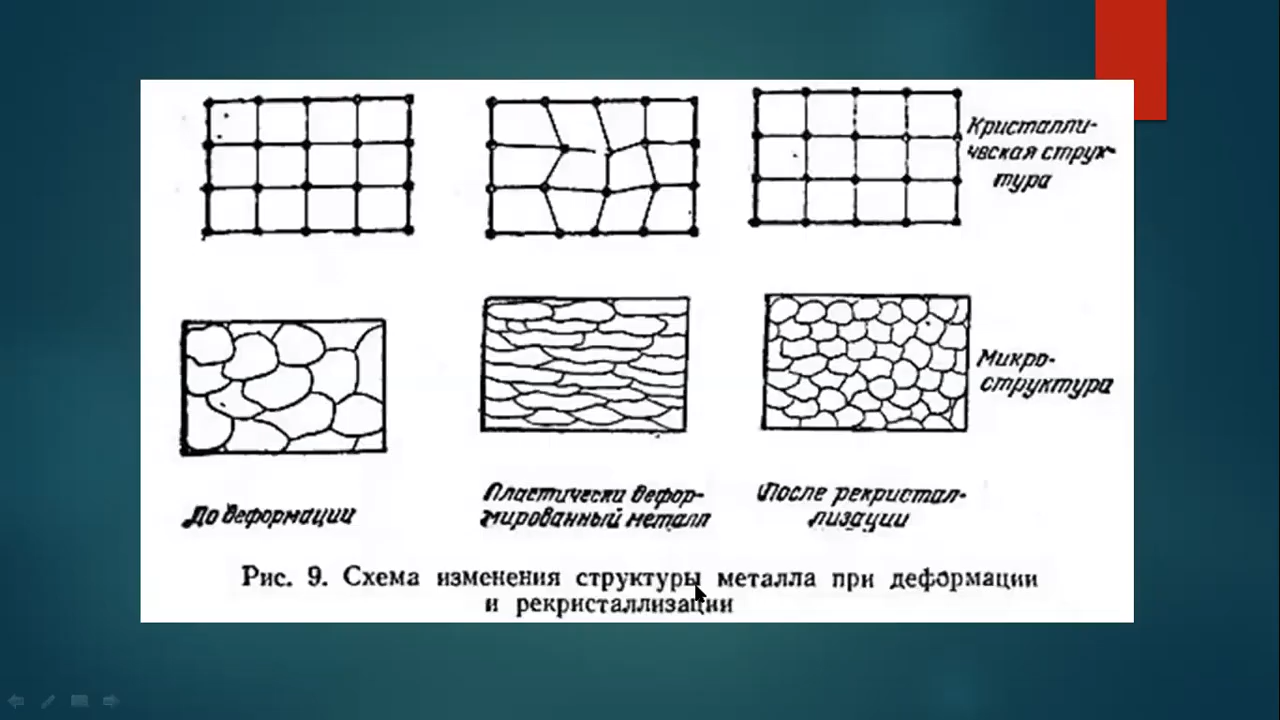 Кристалли-
ческая струк-
тура
Микро-
структура
До деформации
Пластически дефор-
мированный металл
После рекристал-
лизации
Рис. 9. Схема изменения структуры металла при деформации
и рекристаллизации